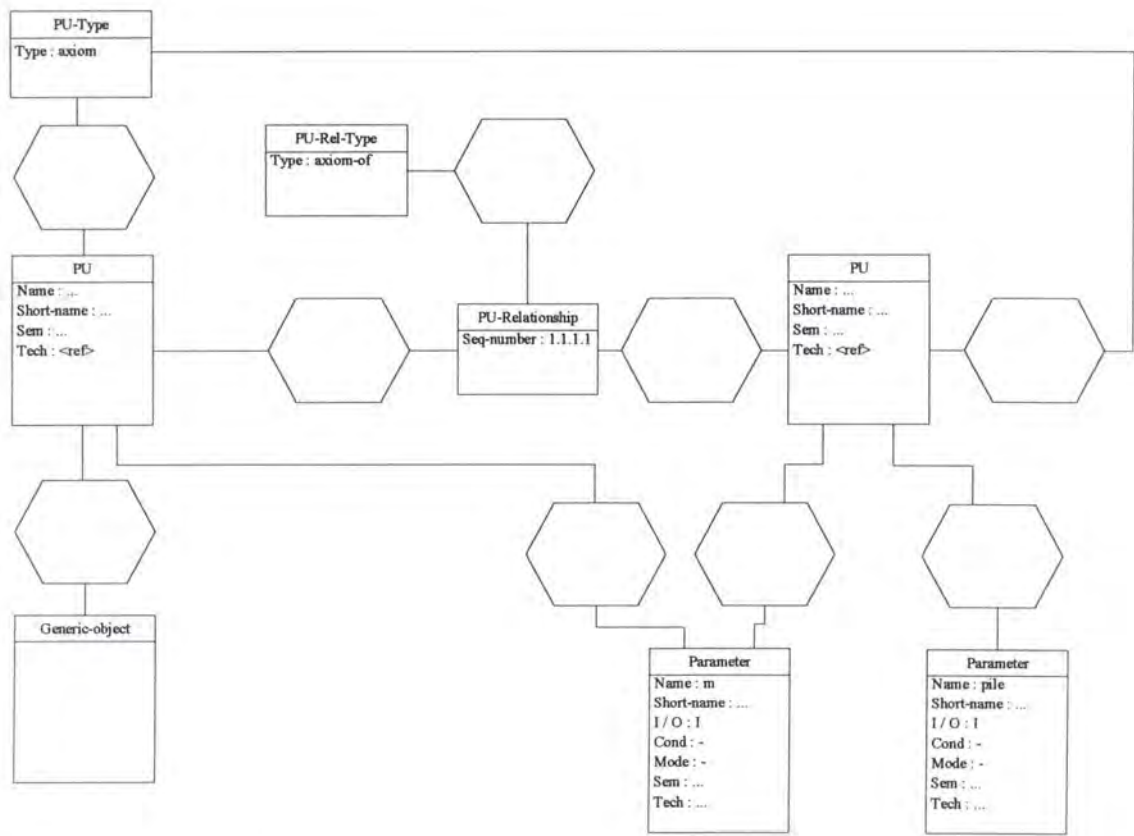 PU-Type
Type : axiom
PU-Rel-Type
Type : axiom-of
PU
Name : ...
Short-name : ...
Sem : ...
Tech : <ref>
PU-Relationship
Seq-number : 1.1.1.1
PU
Name : ...
Short-name : ...
Sem : ...
Tech : <ref>
Generic-object
Parameter
Name : m
Short-name : ...
I / O : I
Cond : -
Mode : -
Sem : ...
Tech : ...
Parameter
Name : pile
Short-name : ...
I / O : I
Cond : -
Mode : -
Sem : ...
Tech : ...